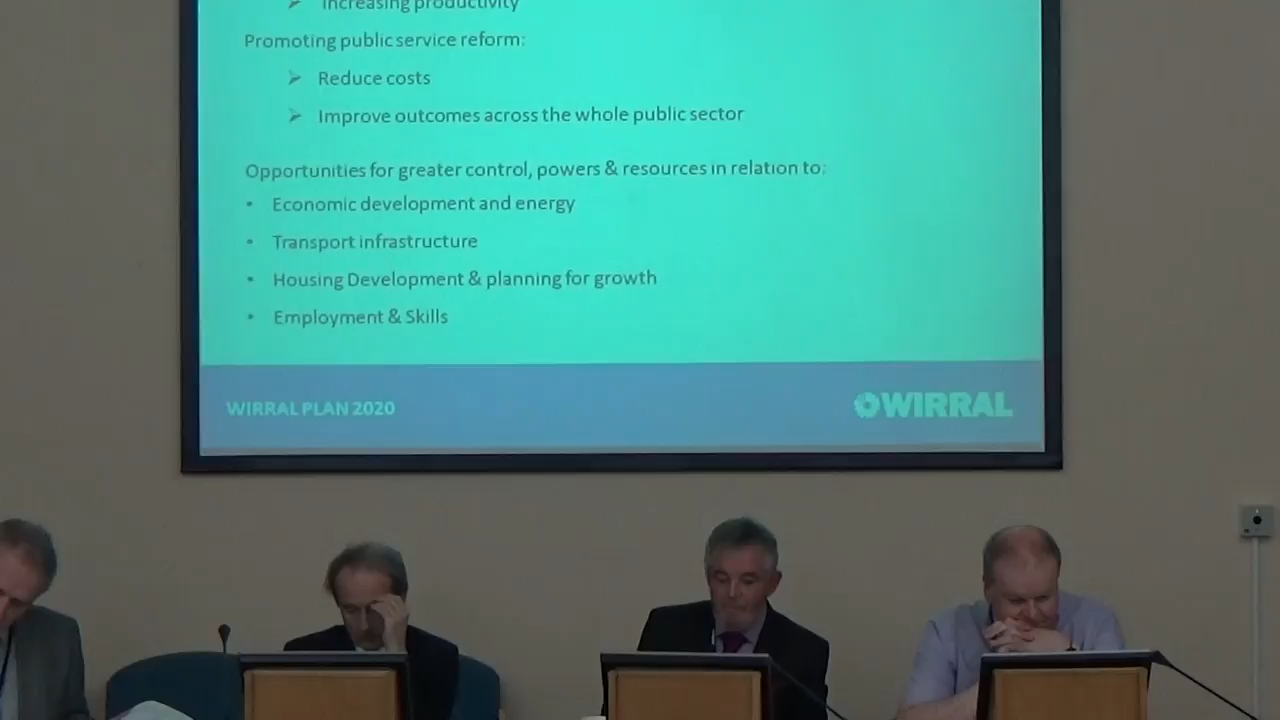 Increasing productivity
Promoting public service reform:
Reduce costs
Improve outcomes across the whole public sector
Opportunities for greater control, powers & resources in relation to:
Economic development and energy
Transport infrastructure
Housing Development & planning for growth
Employment & Skills
WIRRAL PLAN 2020
WIRRAL